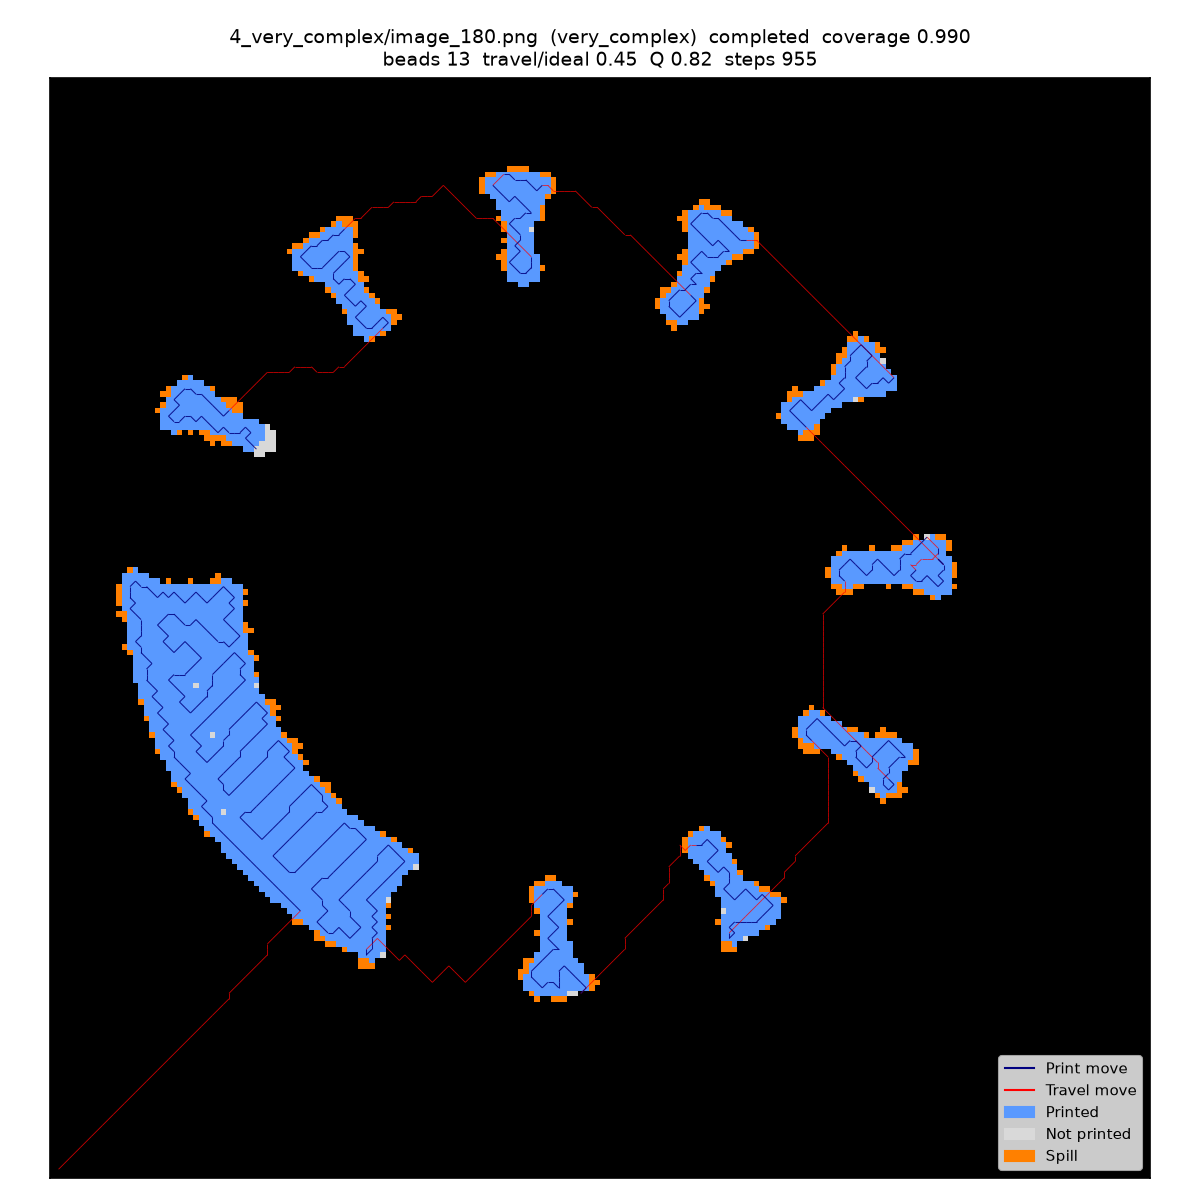 4_very_complex/image_180.png  (very_complex)  completed  coverage 0.990
beads 13  travel/ideal 0.45  Q 0.82  steps 955
Print move
Travel move
Printed
Not printed
Spill